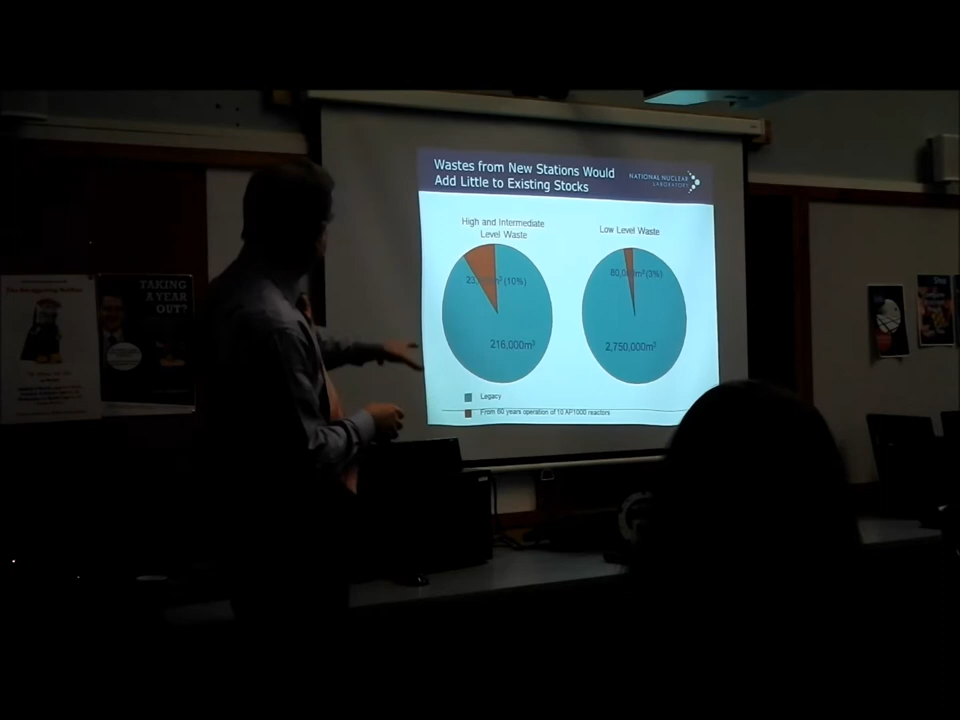 Wastes from New Stations Would
Add Little to Existing Stocks
NATIONAL NUCLEAR
LABORATORY
High and Intermediate
Level Waste
Low Level Waste
(10%)
(3%)
216,000m³
2,750,000m³
Legacy
From 60 years operation of 10 AP1000 reactors
TAKING
A YEAR
OUT?